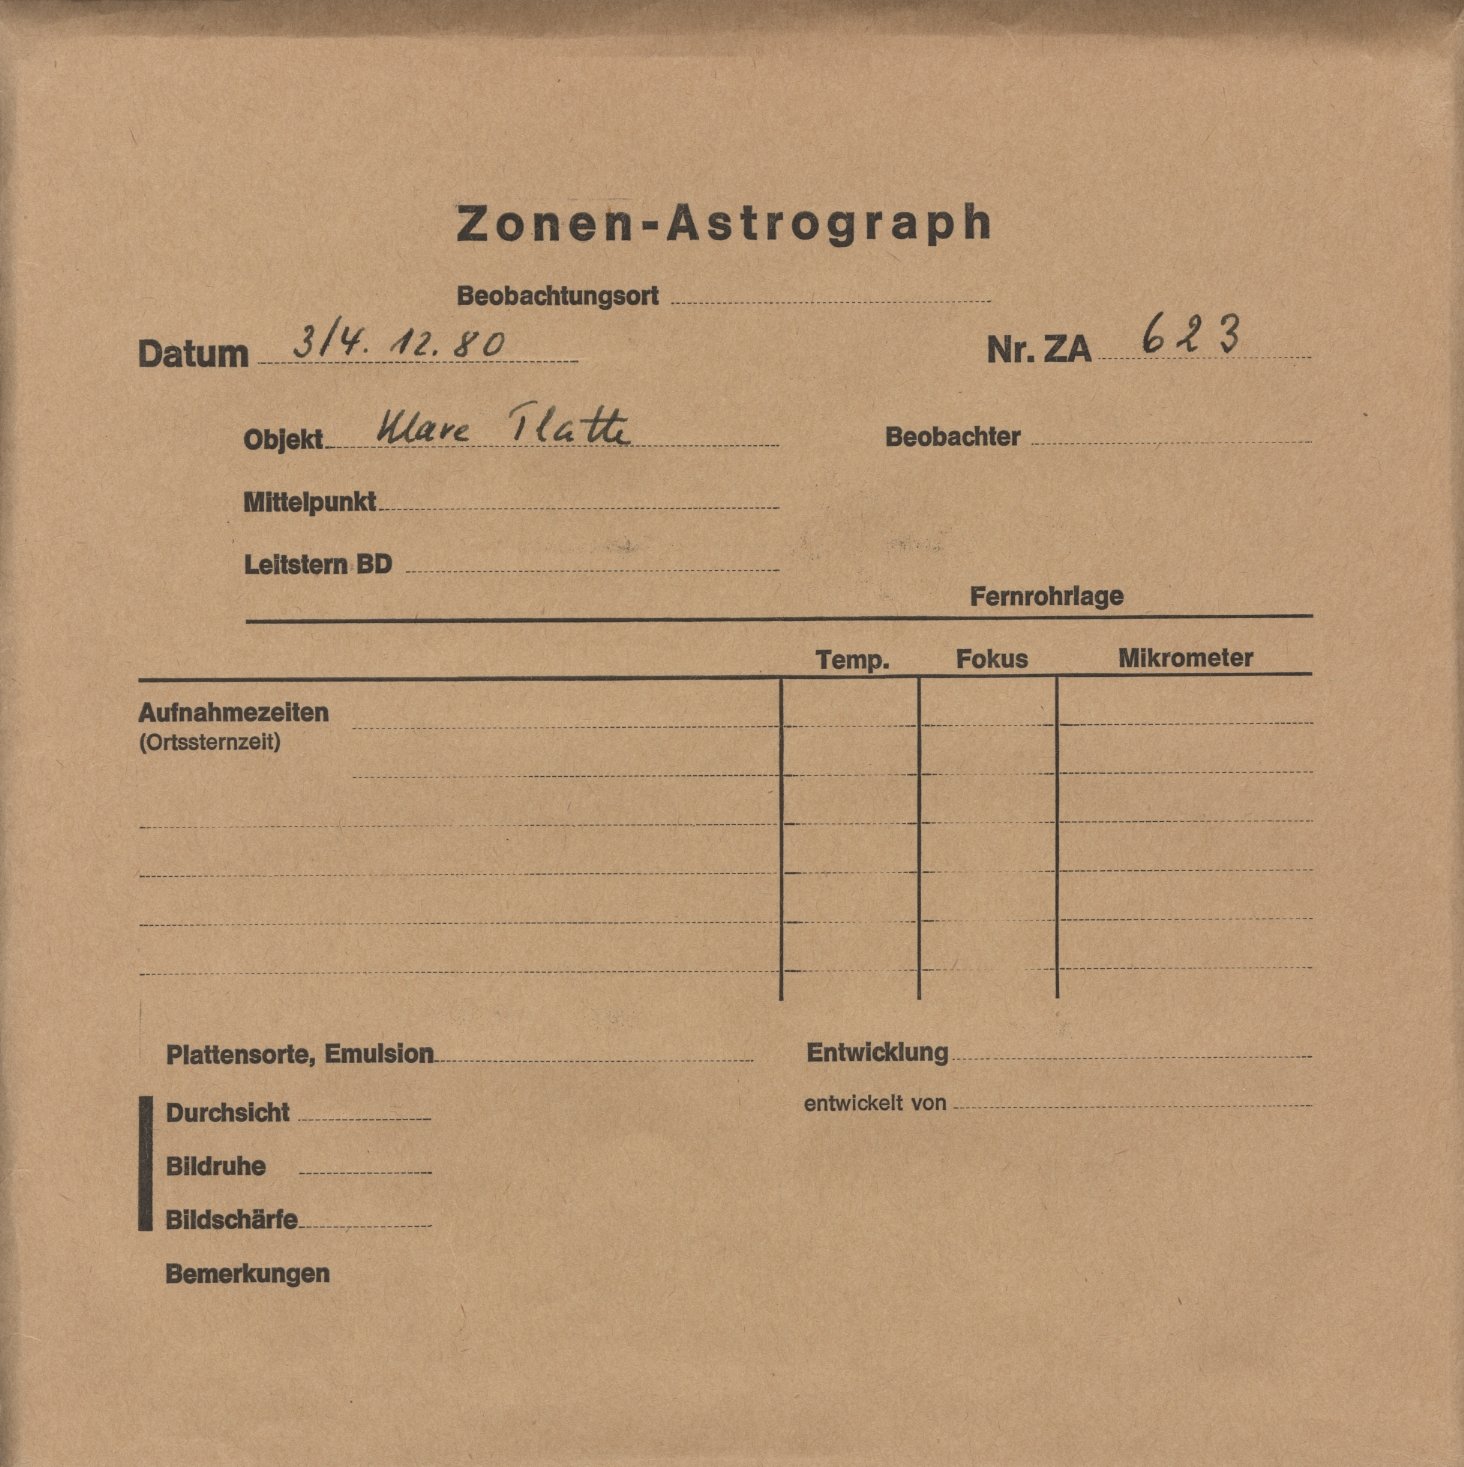 Zonen-Astrograph
Beobachtungsort
Datum 3/4. 12. 80 Nr. ZA 623
Objekt Klare Platte Beobachter
Mittelpunkt
Leitstern BD
Fernrohrlage
Temp. Fokus Mikrometer
Aufnahmezeiten
(Ortssternzeit)
Plattensorte, Emulsion Entwicklung
Durchsicht entwickelt von
Bildruhe
Bildschärfe
Bemerkungen